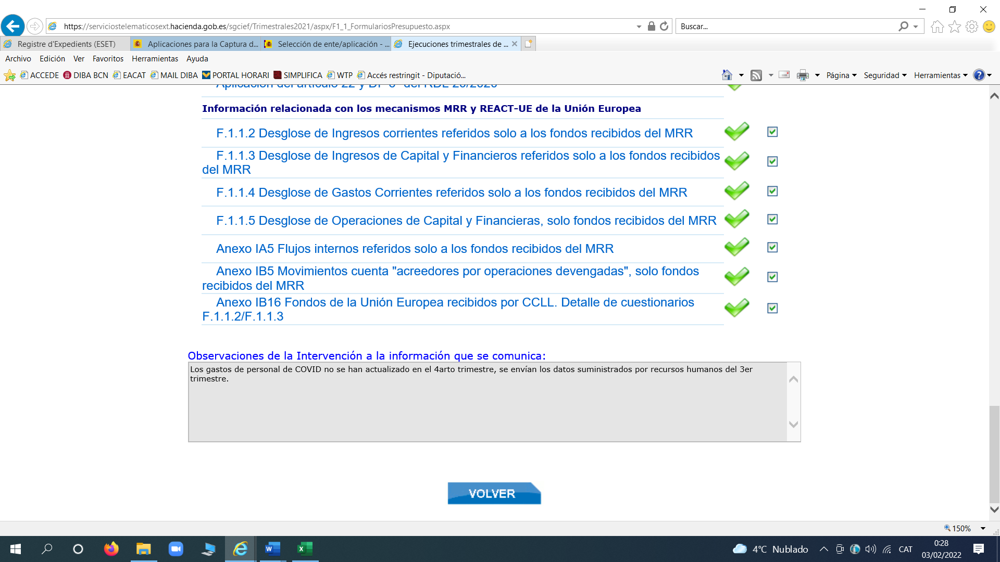 https://serviciostelematicosext.hacienda.gob.es/sgcief/Trimestrales2021/aspx/F1_1_FormulariosPresupuesto.aspx
Buscar...
Registre d'Expedients (ESET)
Aplicaciones para la Captura d...
Selección de ente/aplicación - ...
Ejecuciones trimestrales de ...
Archivo Edición Ver Favoritos Herramientas Ayuda
ACCEDE DIBA BCN EACAT MAIL DIBA PORTAL HORARI SIMPLIFICA WTP Accés restringit - Diputació...
Página Seguridad Herramientas
Información relacionada con los mecanismos MRR y REACT-UE de la Unión Europea
F.1.1.2 Desglose de Ingresos corrientes referidos solo a los fondos recibidos del MRR
F.1.1.3 Desglose de Ingresos de Capital y Financieros referidos solo a los fondos recibidos
del MRR
F.1.1.4 Desglose de Gastos Corrientes referidos solo a los fondos recibidos del MRR
F.1.1.5 Desglose de Operaciones de Capital y Financieras, solo fondos recibidos del MRR
Anexo IA5 Flujos internos referidos solo a los fondos recibidos del MRR
Anexo IB5 Movimientos cuenta "acreedores por operaciones devengadas", solo fondos
recibidos del MRR
Anexo IB16 Fondos de la Unión Europea recibidos por CCLL. Detalle de cuestionarios
F.1.1.2/F.1.1.3
Observaciones de la Intervención a la información que se comunica:
Los gastos de personal de COVID no se han actualizado en el 4arto trimestre, se envían los datos suministrados por recursos humanos del 3er
trimestre.
VOLVER
150%
4°C Nublado
CAT
0:28
03/02/2022